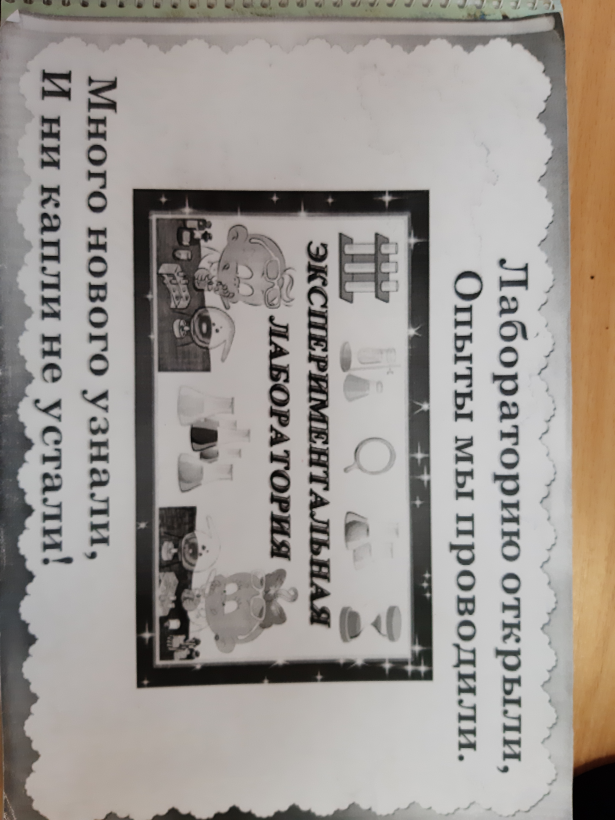 Лабораторию открыли,
Опыты мы проводили.
ЭКСПЕРИМЕНТАЛЬНАЯ
ЛАБОРАТОРИЯ
Много нового узнали,
И ни капли не устали!